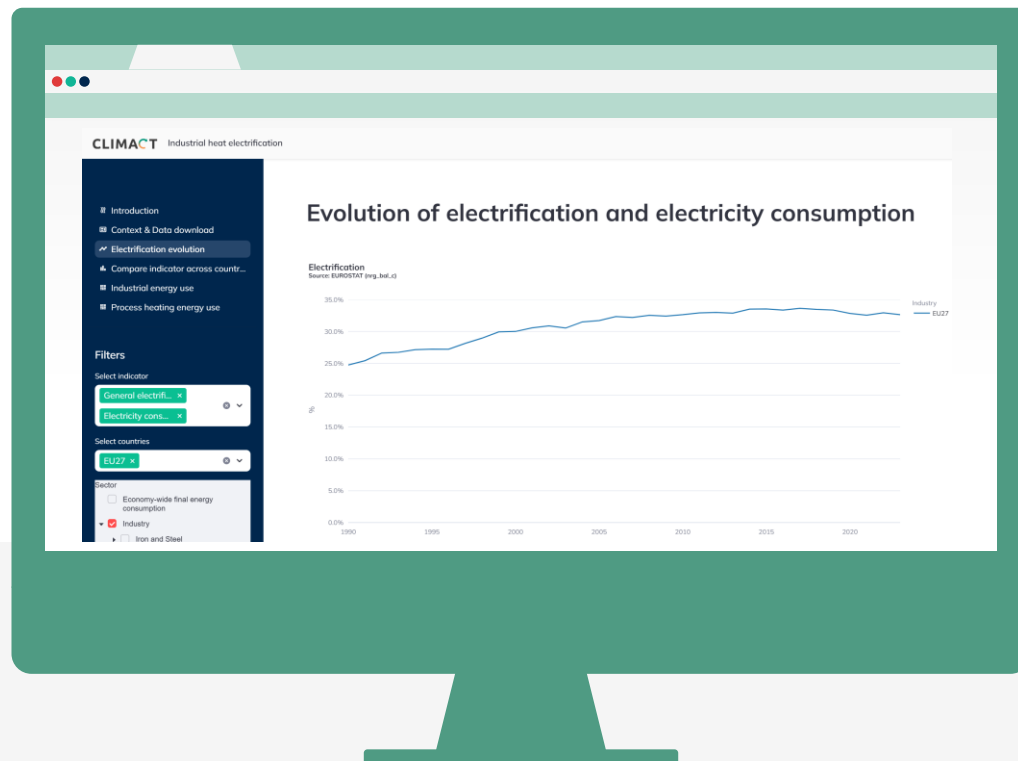 CLIMACT Industrial heat electrification
Introduction
Context & Data download
Electrification evolution
Compare indicator across countr...
Industrial energy use
Process heating energy use
Filters
Select indicator
General electrifi... ×
Electricity cons... ×
Select countries
EU27 ×
Sector
Economy-wide final energy
consumption
Industry
Iron and Steel
Evolution of electrification and electricity consumption
Electrification
Source: EUROSTAT (nrg_bal_c)
35.0%
30.0%
25.0%
20.0%
15.0%
10.0%
5.0%
0.0%
%
1990 1995 2000 2005 2010 2015 2020
Industry
EU27